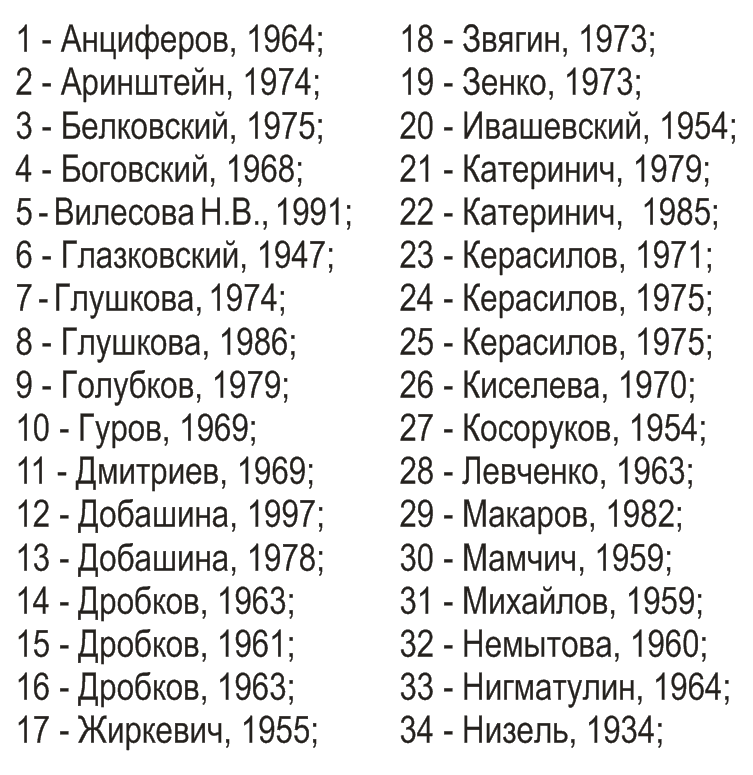 1 - Анциферов, 1964;
2 - Аринштейн, 1974;
3 - Белковский, 1975;
4 - Боговский, 1968;
5 - Вилесова Н.В., 1991;
6 - Глазковский, 1947;
7 - Глушкова, 1974;
8 - Глушкова, 1986;
9 - Голубков, 1979;
10 - Гуров, 1969;
11 - Дмитриев, 1969;
12 - Добашина, 1997;
13 - Добашина, 1978;
14 - Дробков, 1963;
15 - Дробков, 1961;
16 - Дробков, 1963;
17 - Жиркевич, 1955;
18 - Звягин, 1973;
19 - Зенко, 1973;
20 - Ивашевский, 1954;
21 - Катеринич, 1979;
22 - Катеринич, 1985;
23 - Керасилов, 1971;
24 - Керасилов, 1975;
25 - Керасилов, 1975;
26 - Киселева, 1970;
27 - Косоруков, 1954;
28 - Левченко, 1963;
29 - Макаров, 1982;
30 - Мамчич, 1959;
31 - Михайлов, 1959;
32 - Немытова, 1960;
33 - Нигматулин, 1964;
34 - Низель, 1934;